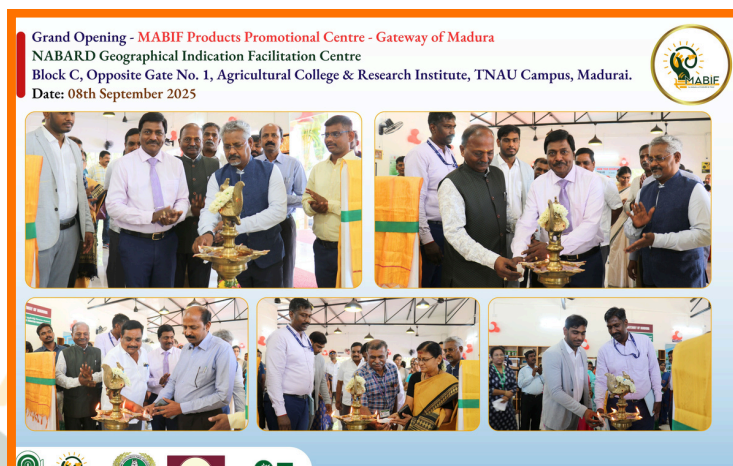 Grand Opening - MABIF Products Promotional Centre - Gateway of Madura
NABARD Geographical Indication Facilitation Centre
Block C, Opposite Gate No. 1, Agricultural College & Research Institute, TNAU Campus, Madurai.
Date: 08th September 2025
MABIF